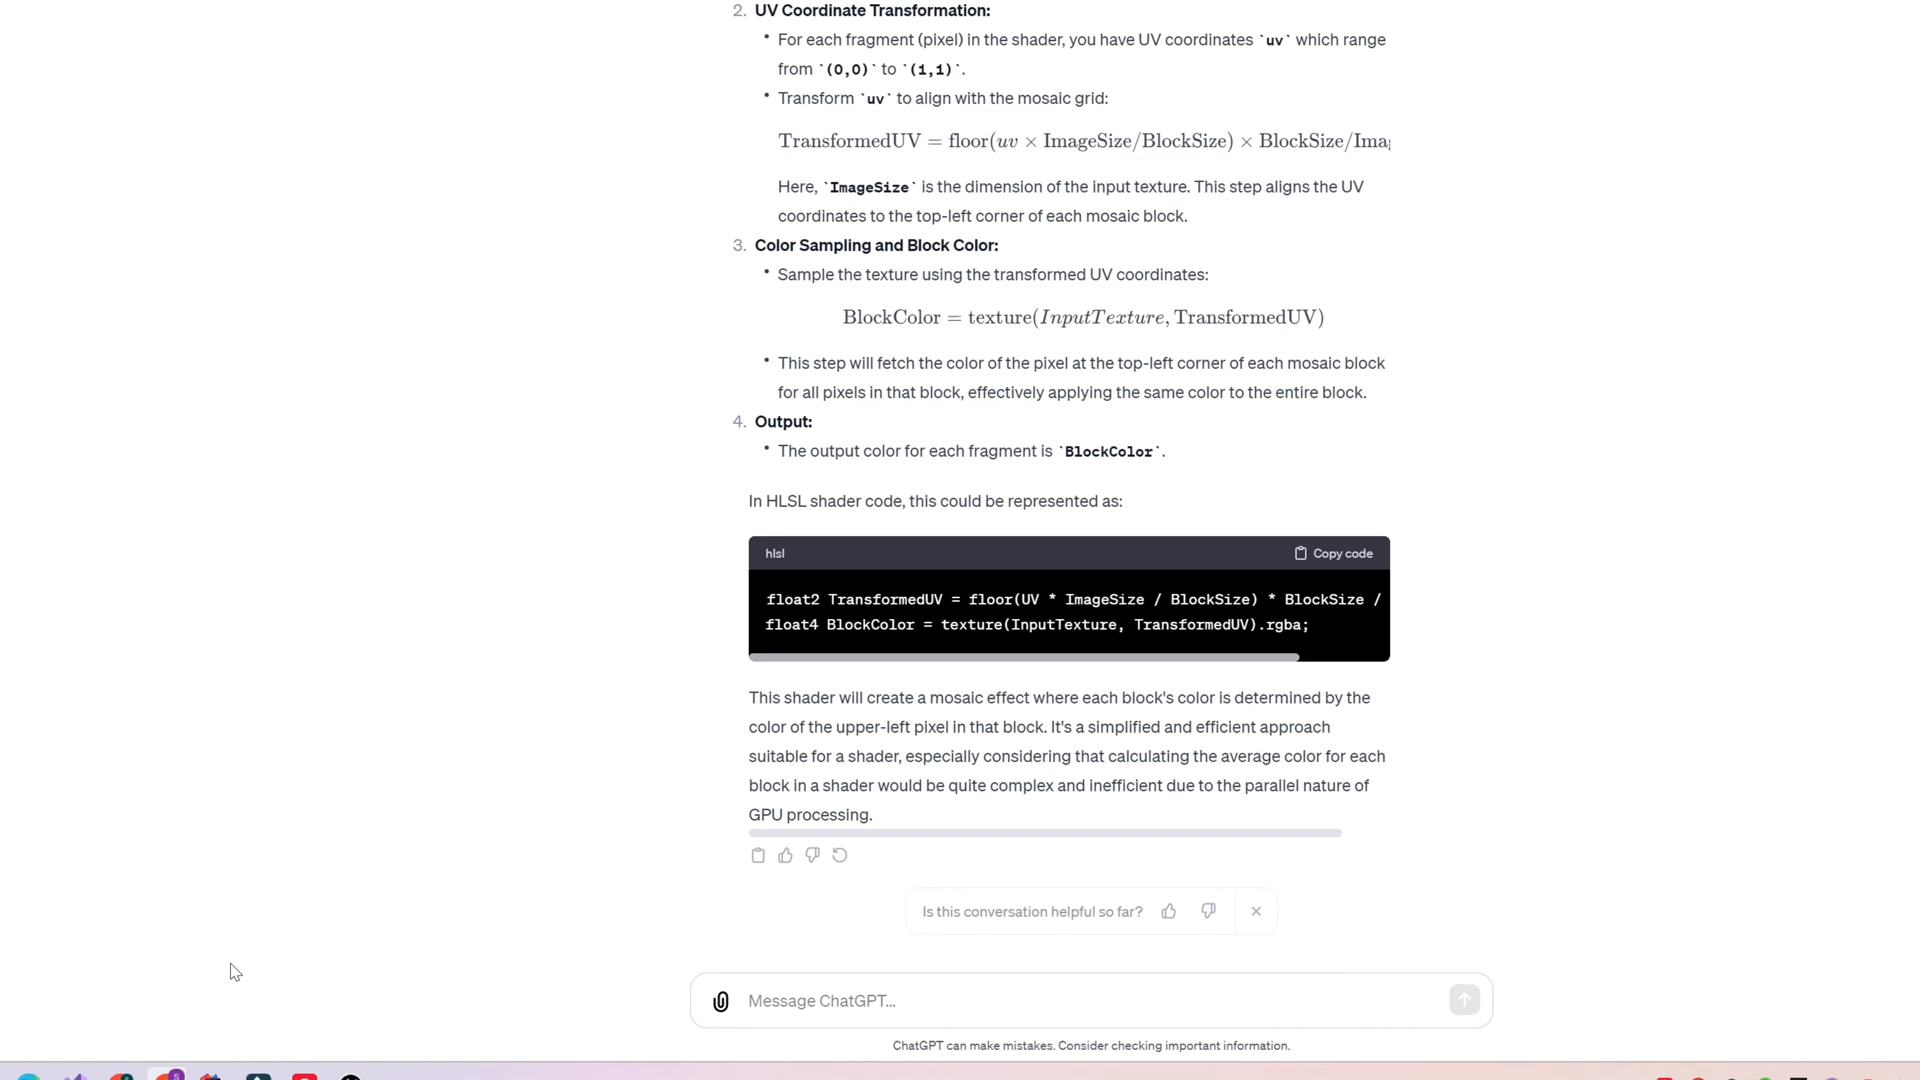 2. UV Coordinate Transformation:
• For each fragment (pixel) in the shader, you have UV coordinates `uv` which range
from `(0,0)` to `(1,1)`.
• Transform `uv` to align with the mosaic grid:
TransformedUV = floor(uv × ImageSize/BlockSize) × BlockSize/Imag
Here, `ImageSize` is the dimension of the input texture. This step aligns the UV
coordinates to the top-left corner of each mosaic block.
3. Color Sampling and Block Color:
• Sample the texture using the transformed UV coordinates:
BlockColor = texture(InputTexture, TransformedUV)
• This step will fetch the color of the pixel at the top-left corner of each mosaic block
for all pixels in that block, effectively applying the same color to the entire block.
4. Output:
• The output color for each fragment is `BlockColor`.
In HLSL shader code, this could be represented as:
hlsl Copy code
float2 TransformedUV = floor(UV * ImageSize / BlockSize) * BlockSize /
float4 BlockColor = texture(InputTexture, TransformedUV).rgba;
This shader will create a mosaic effect where each block's color is determined by the
color of the upper-left pixel in that block. It's a simplified and efficient approach
suitable for a shader, especially considering that calculating the average color for each
block in a shader would be quite complex and inefficient due to the parallel nature of
GPU processing.
Is this conversation helpful so far?
Message ChatGPT...
ChatGPT can make mistakes. Consider checking important information.